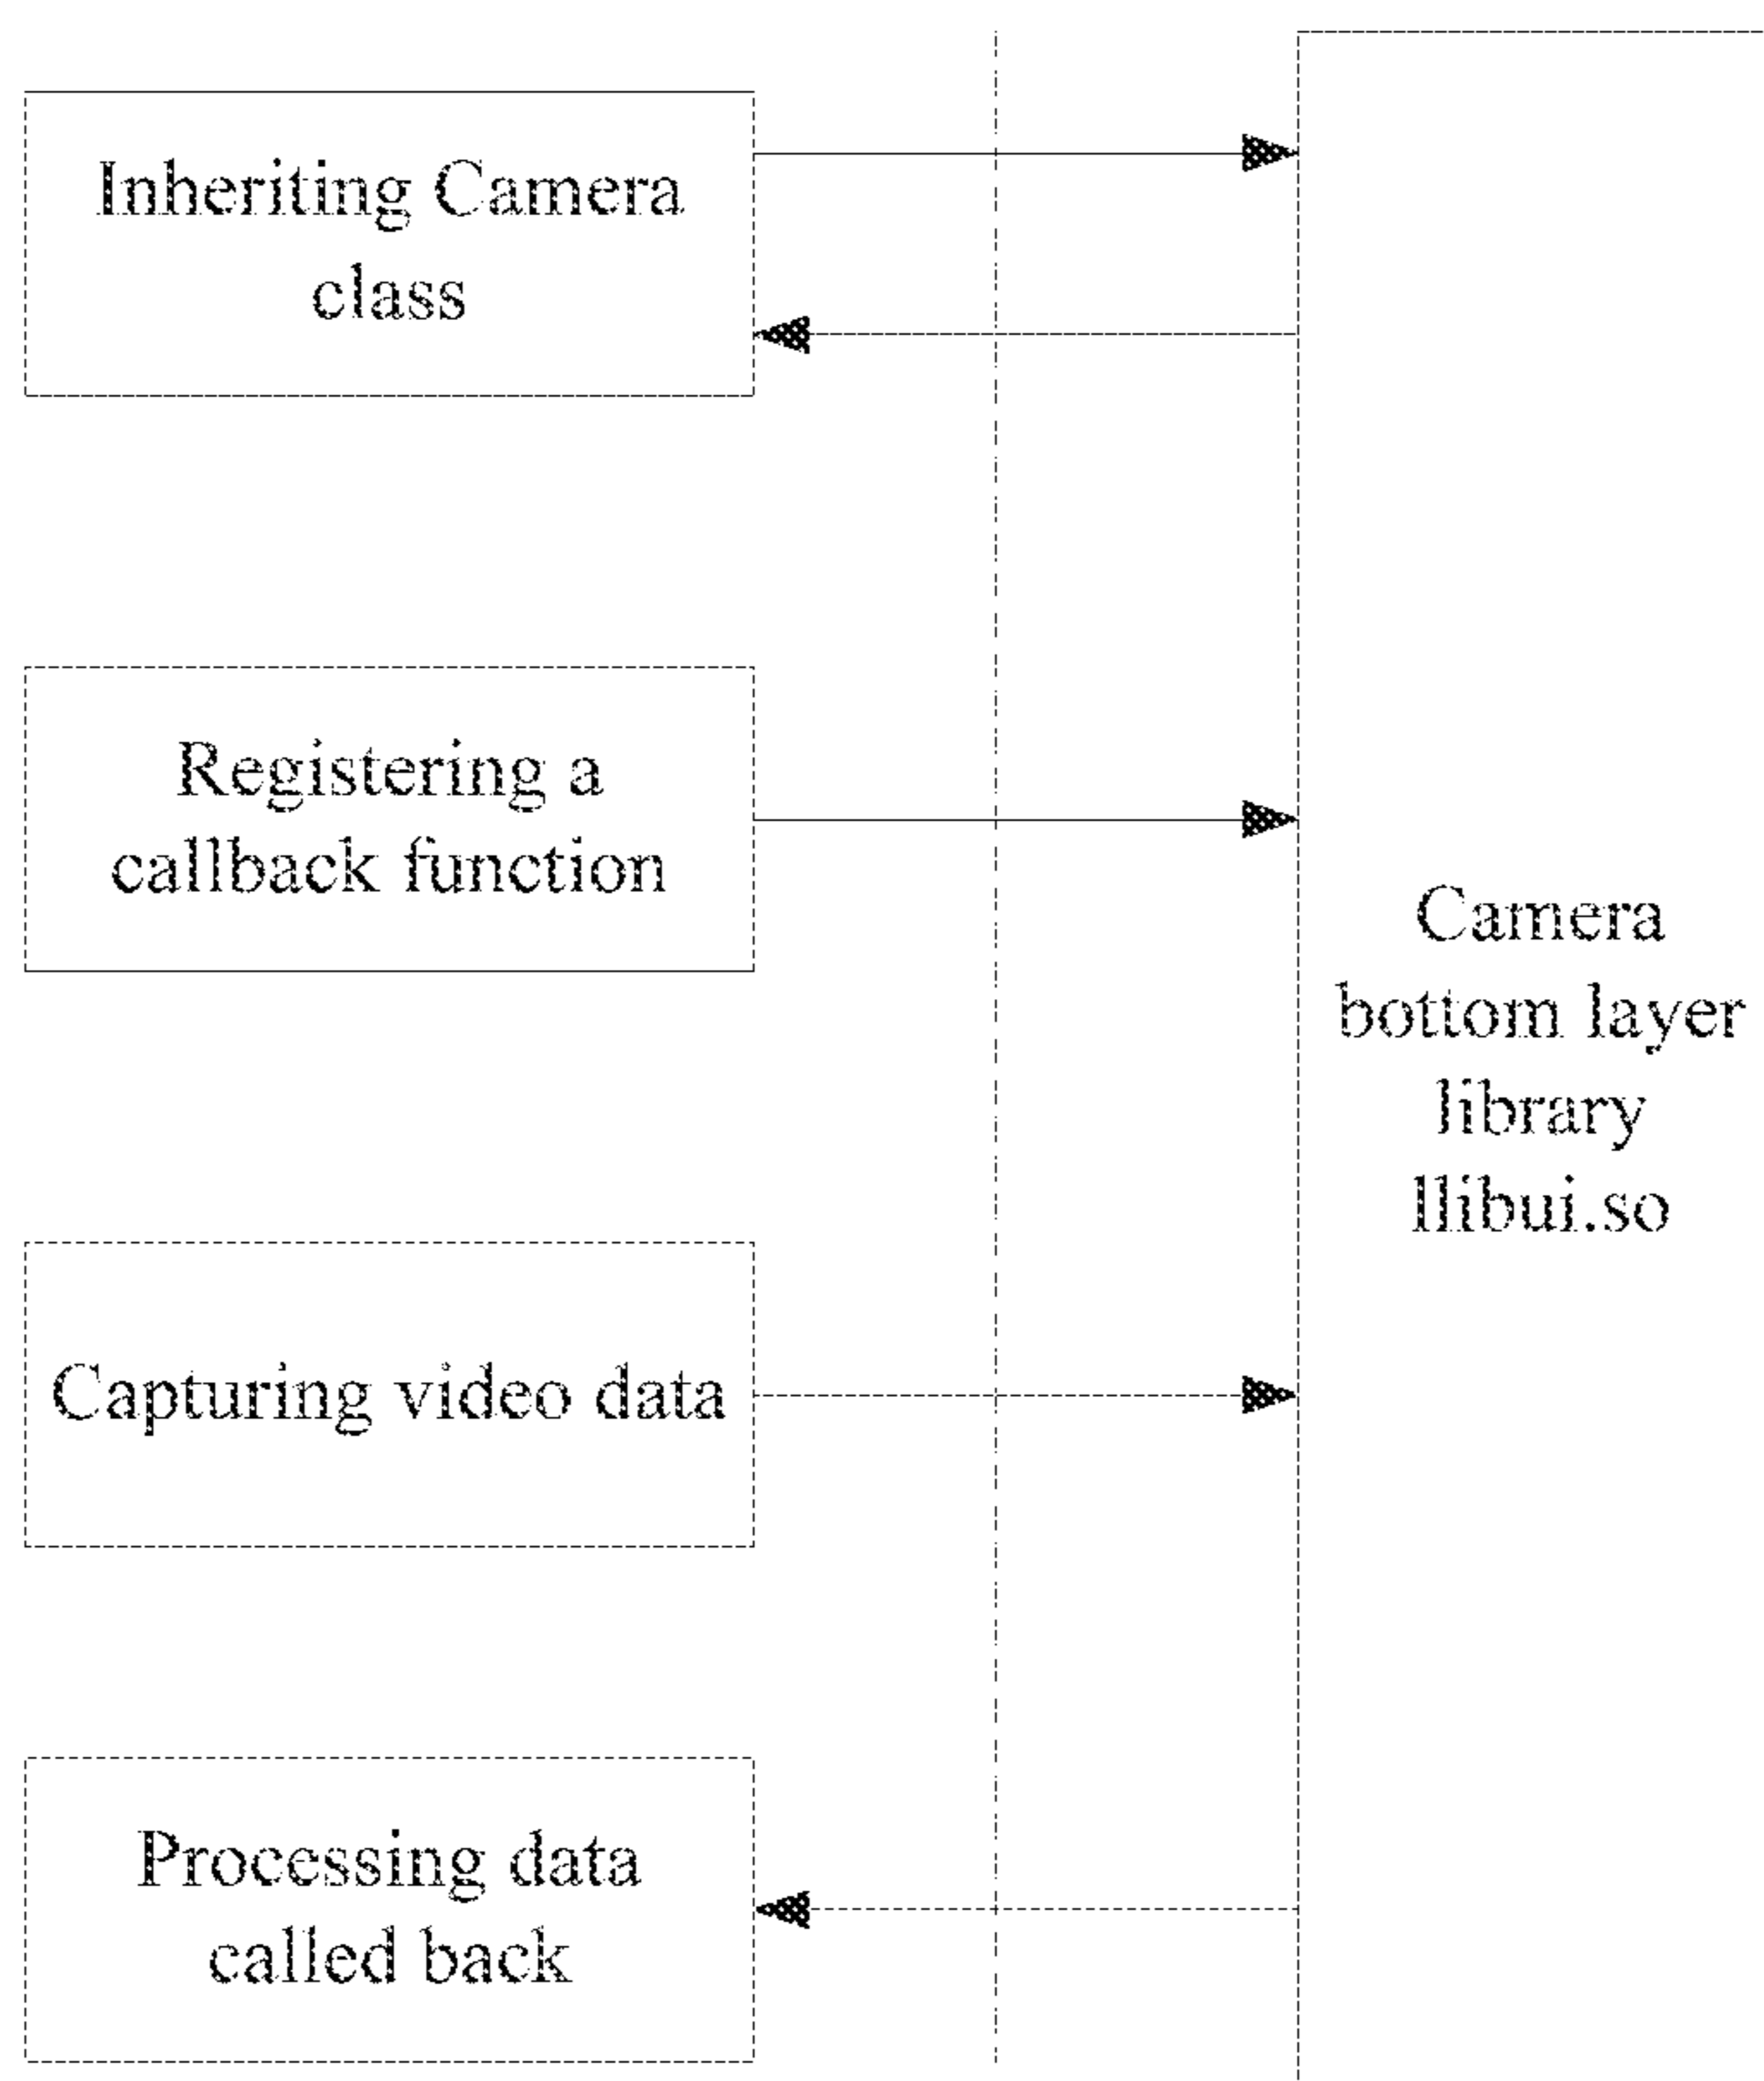 Inheriting Camera
class
Registering a
callback function
Camera
bottom layer
library
llibui.so
Capturing video data
Processing data
called back